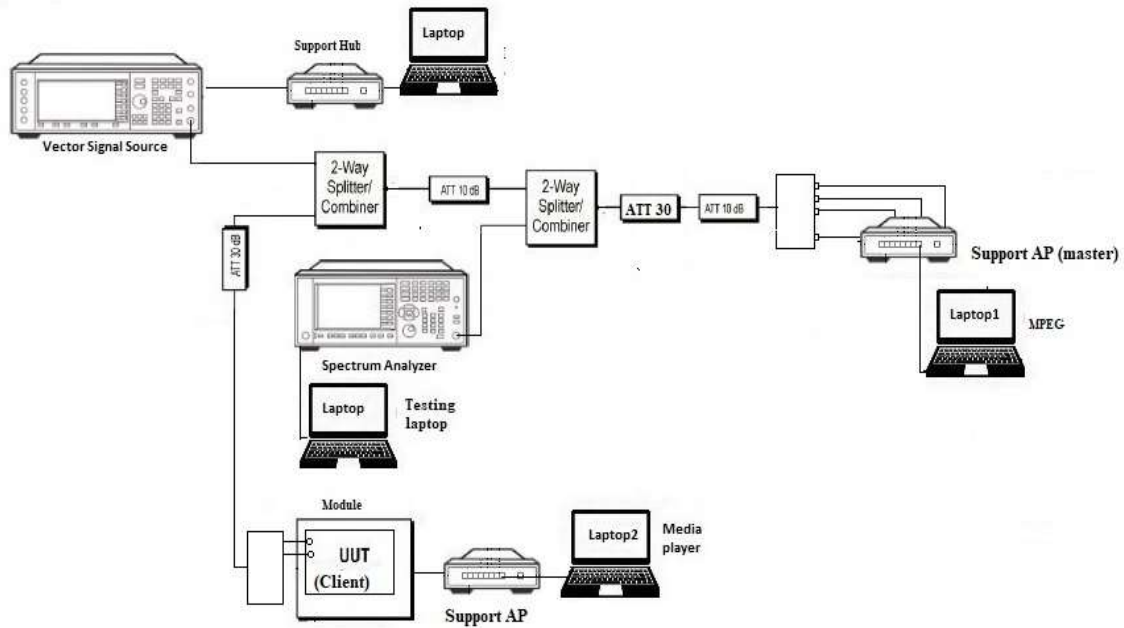 Laptop
Support Hub
Vector Signal Source
2-Way
Splitter/
Combiner
ATT 10 dB
2-Way
Splitter/
Combiner
ATT 30
ATT 10 dB
ATT 30 dB
Support AP (master)
Laptop1
MPEG
Spectrum Analyzer
Laptop
Testing
laptop
Module
UUT
(Client)
Laptop2
Media
player
Support AP